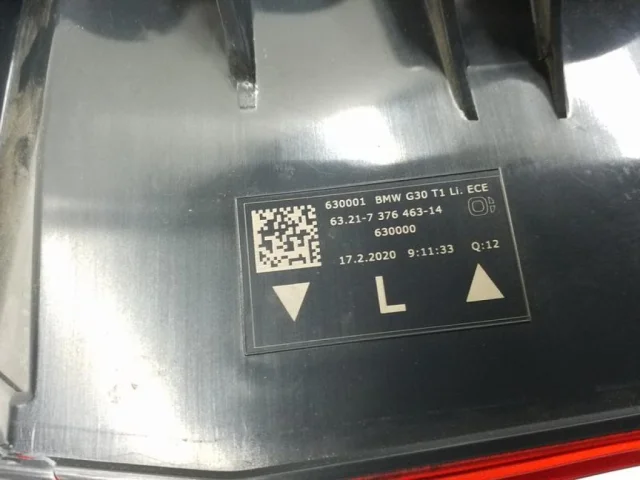 630001 BMW G30 T1 Li. ECE
63.21-7 376 463-14
630000
17.2.2020 9:11:33 Q:12
L